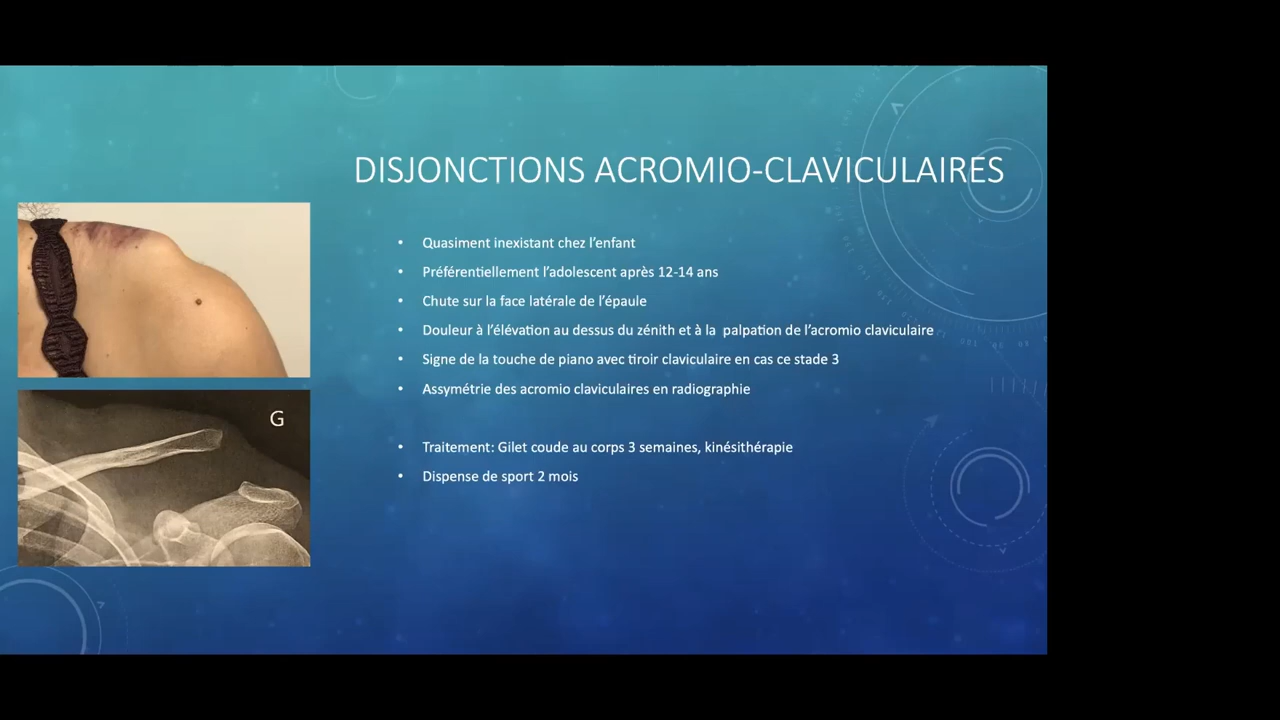 DISJONCTIONS ACROMIO-CLAVICULAIRES
• Quasiment inexistant chez l'enfant
• Préférentiellement l'adolescent après 12-14 ans
• Chute sur la face latérale de l'épaule
• Douleur à l'élévation au dessus du zénith et à la  palpation de l'acromio claviculaire
• Signe de la touche de piano avec tiroir claviculaire en cas ce stade 3
• Assymétrie des acromio claviculaires en radiographie
G
• Traitement: Gilet coude au corps 3 semaines, kinésithérapie
• Dispense de sport 2 mois